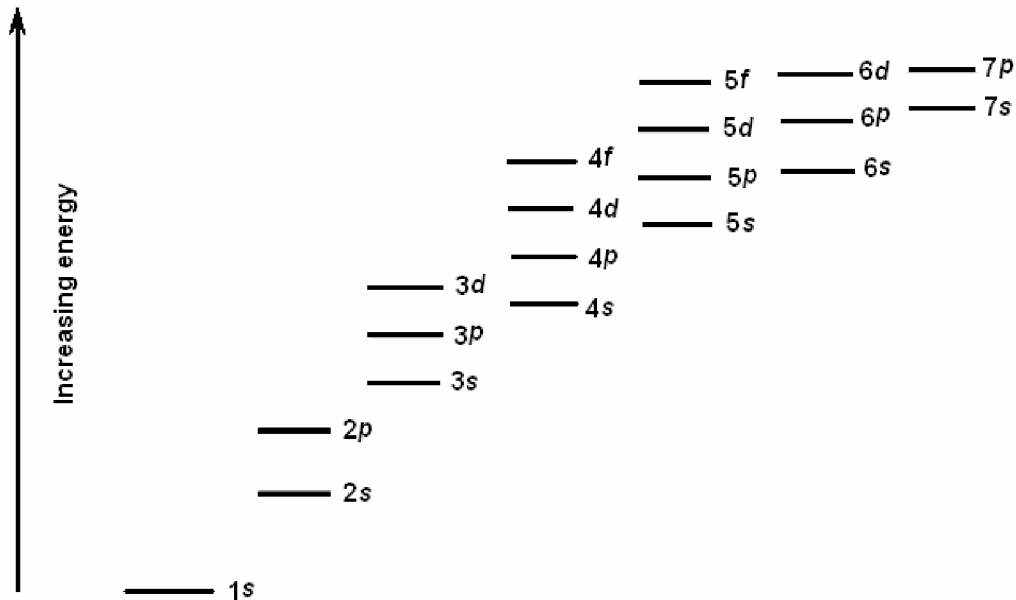 5f
6d
7p
7s
5d
6p
4f
5p
6s
4d
5s
4p
3d
4s
3p
3s
2p
2s
1s
Increasing energy